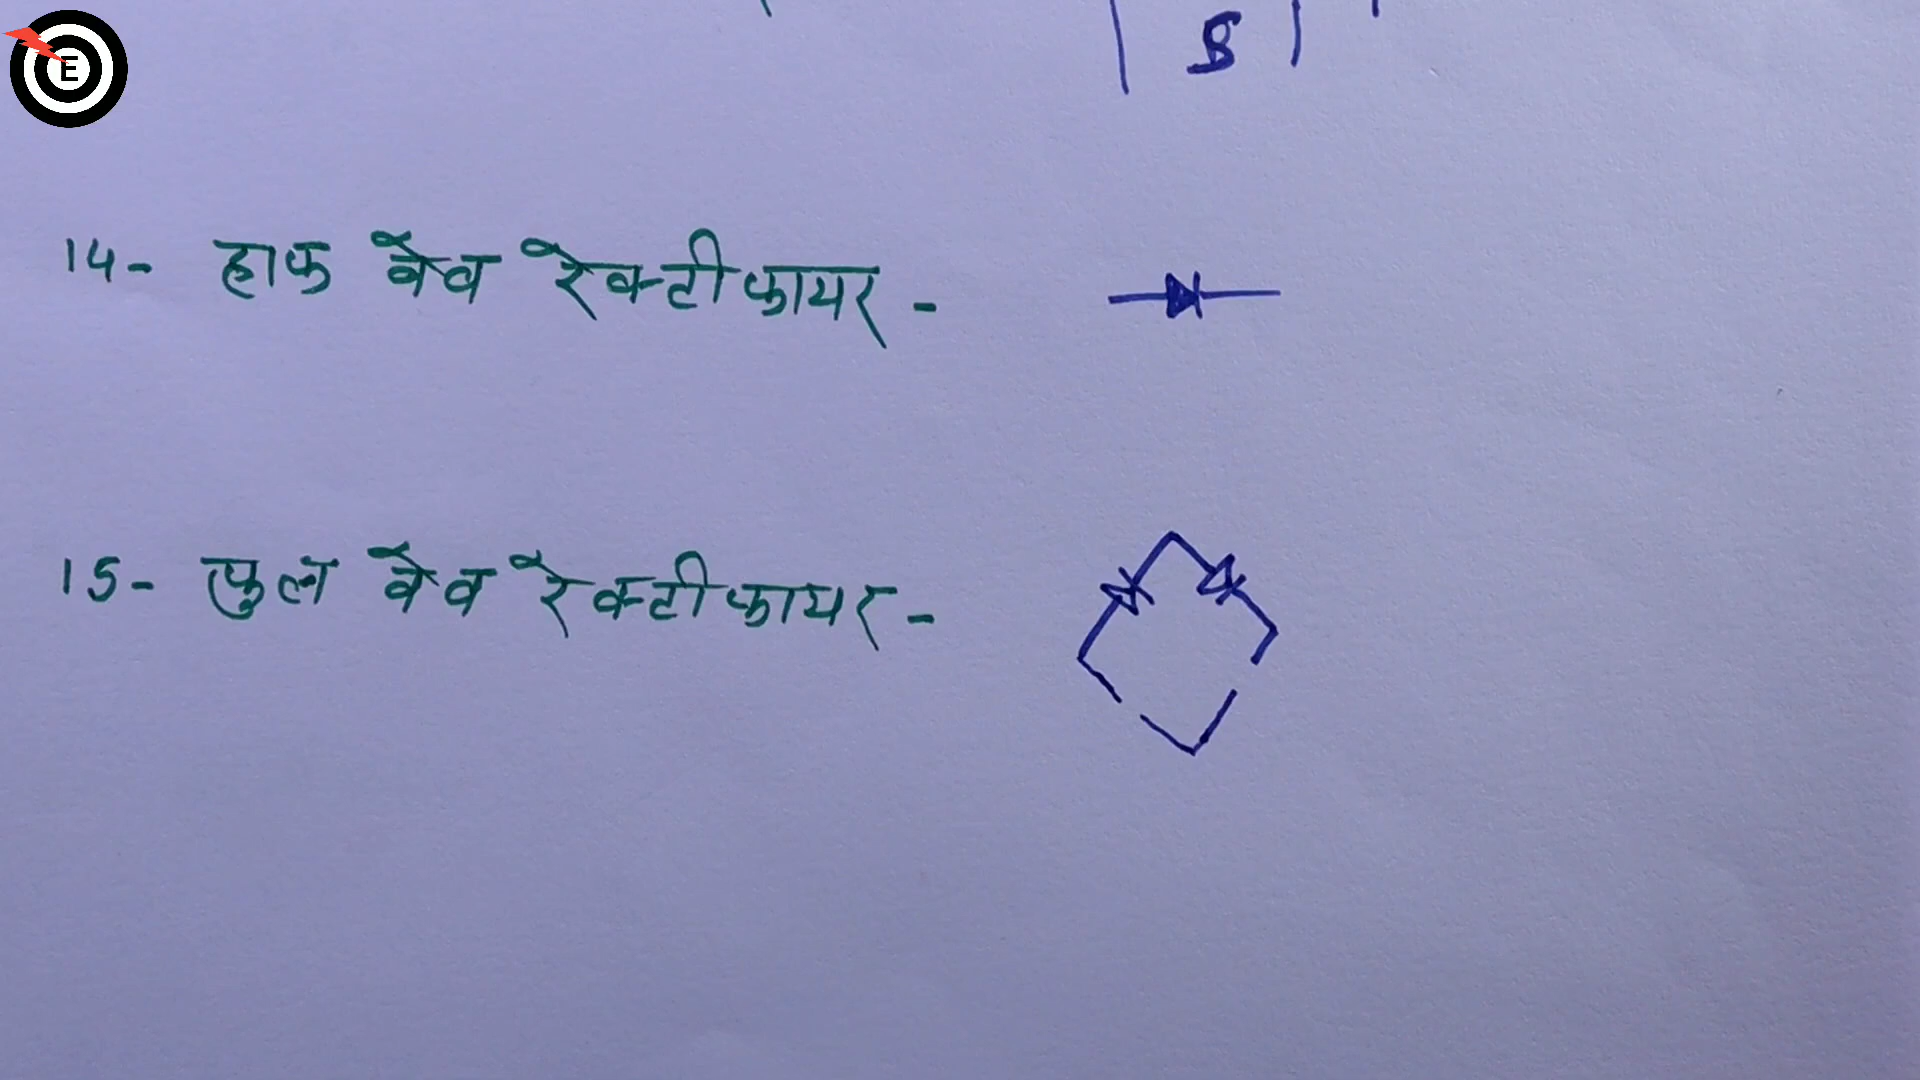 E
S
14- हाफ वेव रेक्टीफायर -
15- फुल वेव रेक्टीफायर -